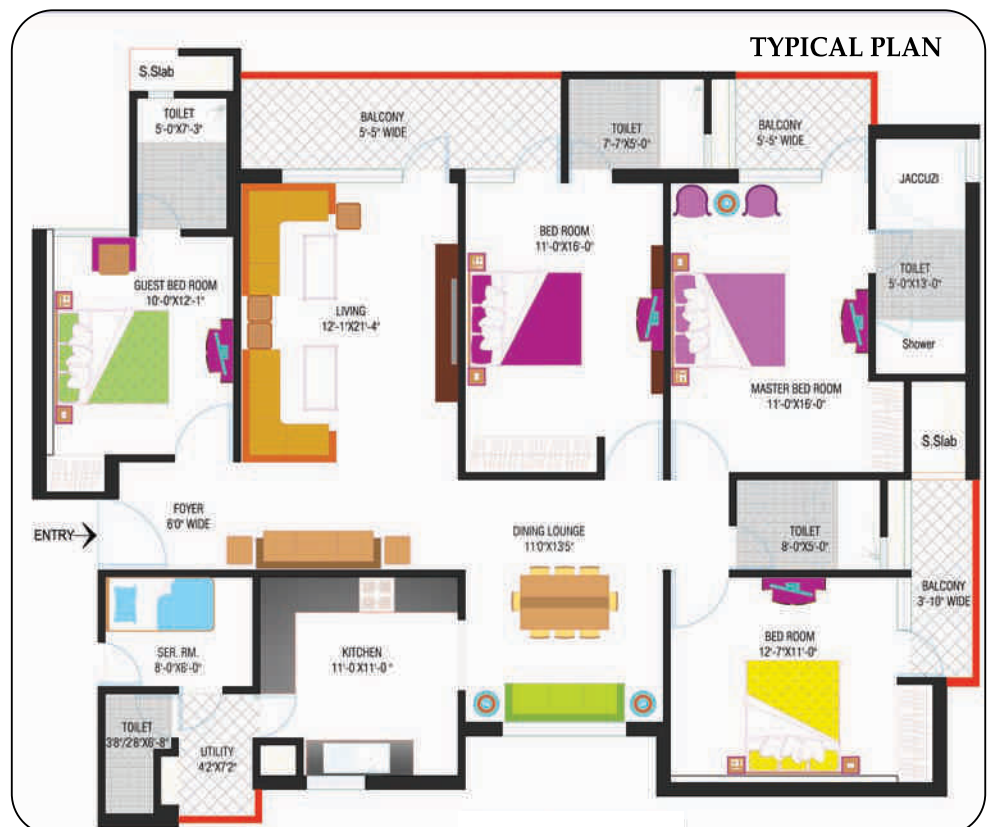 TYPICAL PLAN
S.Slab
TOILET
5'-0"X7'-3"
BALCONY
5'-5" WIDE
TOILET
7'-7"X5'-0"
BALCONY
5'-5" WIDE
JACCUZI
GUEST BED ROOM
10'-0"X12'-1"
LIVING
12'-1"X21'-4"
BED ROOM
11'-0"X16'-0"
TOILET
5'-0"X13'-0"
Shower
MASTER BED ROOM
11'-0"X16'-0"
S.Slab
FOYER
6'0" WIDE
ENTRY
DINING LOUNGE
11'0"X13'5"
TOILET
8'-0"X5'-0"
BALCONY
3'-10" WIDE
SER. RM.
8'-0"X6'-0"
KITCHEN
11'-0 X11'-0 "
BED ROOM
12'-7"X11'-0"
TOILET
3'8"/2'8"X6'-8"
UTILITY
4'2"X7'2"